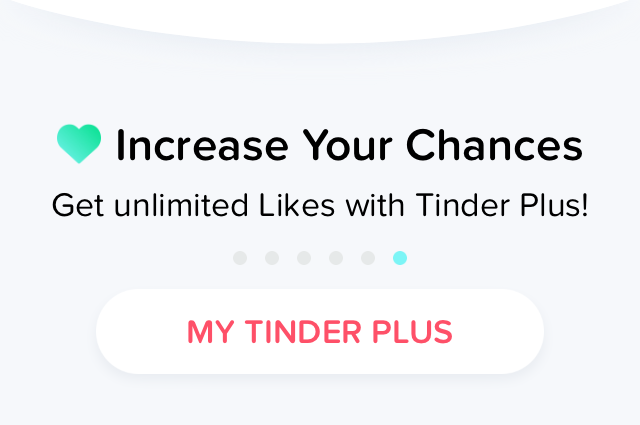 Increase Your Chances
Get unlimited Likes with Tinder Plus!
MY TINDER PLUS